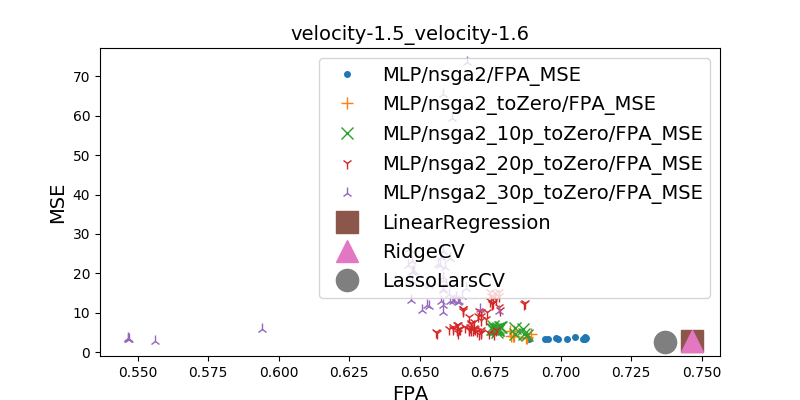 velocity-1.5_velocity-1.6
MSE
70
60
50
40
30
20
10
0
MLP/nsga2/FPA_MSE
MLP/nsga2_toZero/FPA_MSE
MLP/nsga2_10p_toZero/FPA_MSE
MLP/nsga2_20p_toZero/FPA_MSE
MLP/nsga2_30p_toZero/FPA_MSE
LinearRegression
RidgeCV
LassoLarsCV
0.550 0.575 0.600 0.625 0.650 0.675 0.700 0.725 0.750
FPA